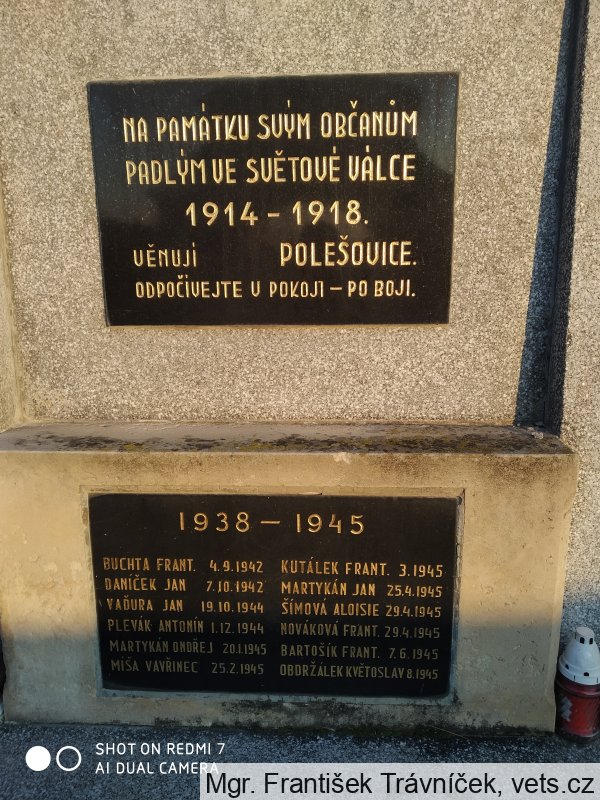 NA PAMÁTKU SVÝM OBČANŮM
PADLÝM VE SVĚTOVÉ VÁLCE
1914 – 1918.
VĚNUJÍ POLEŠOVICE.
ODPOČÍVEJTE V POKOJI – PO BOJI.
1938 – 1945
BUCHTA FRANT. 4.9.1942 KUTÁLEK FRANT. 3.1945
DANÍČEK JAN 7.10.1942 MARTYKÁN JAN 25.4.1945
VAĎURA JAN 19.10.1944 ŠÍMOVÁ ALOISIE 29.4.1945
PLEVÁK ANTONÍN 1.12.1944 NOVÁKOVÁ FRANT. 29.4.1945
MARTYKÁN ONDŘEJ 20.1.1945 BARTOŠÍK FRANT. 7.6.1945
MÍŠA VAVŘINEC 25.2.1945 OBDRŽÁLEK KVĚTOSLAV 8.1945
SHOT ON REDMI 7
AI DUAL CAMERA
Mgr. František Trávníček, vets.cz